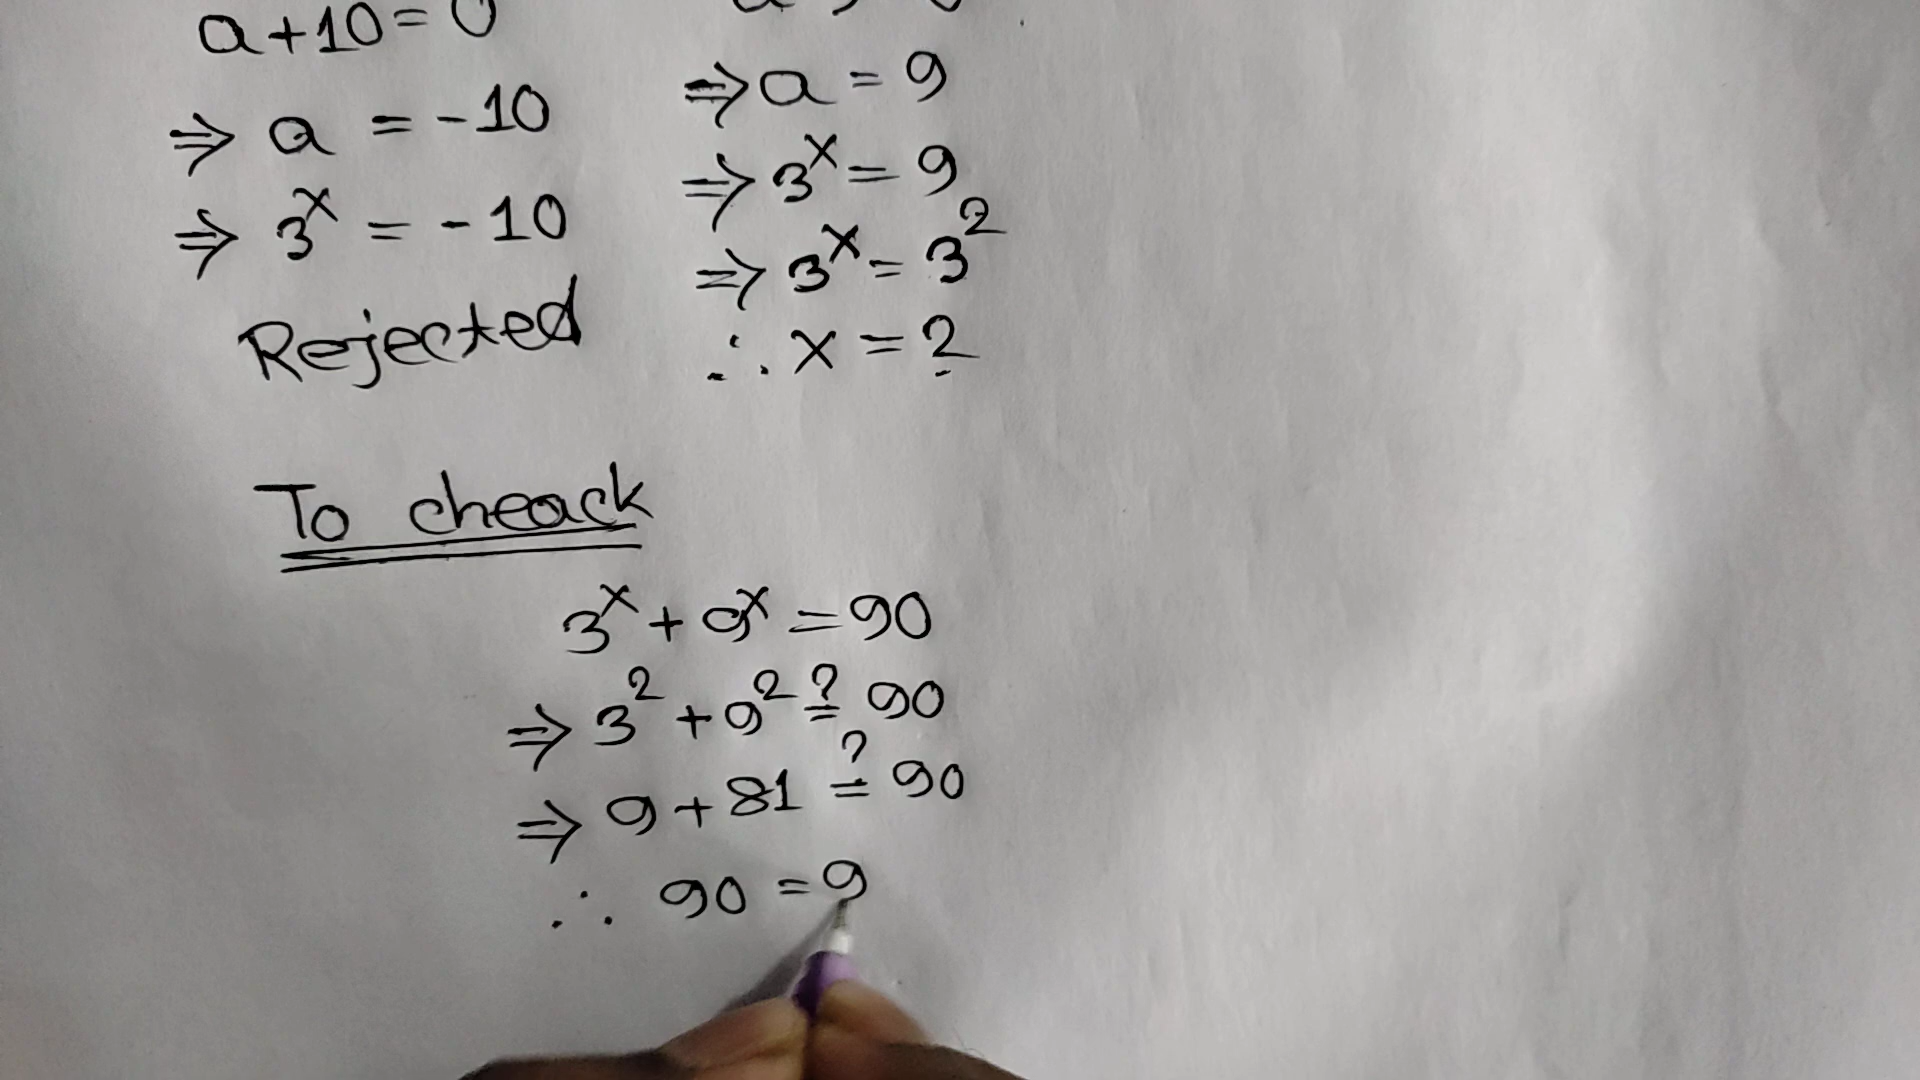 a+10=0
⇒ a = -10
⇒ 3^x = -10
Rejected
⇒ a = 9
⇒ 3^x = 9
⇒ 3^x = 3^2
∴ x = 2
To cheack
3^x + 9^x = 90
⇒ 3^2 + 9^2 ≟ 90
⇒ 9 + 81 ≟ 90
∴ 90 = 9